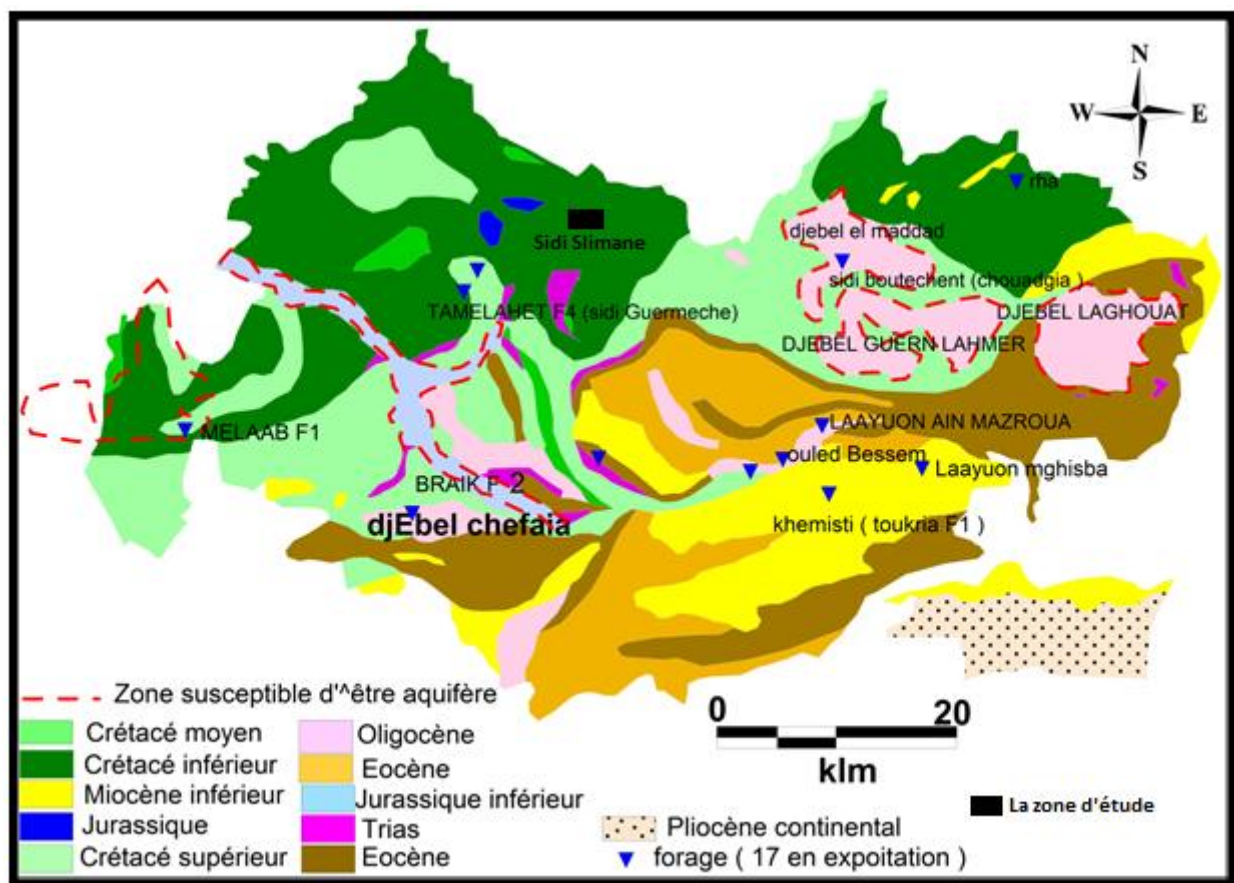 N
W E
S
rha
djebel el maddad
Sidi Slimane
sidi boutechent (chouadgia )
TAMELAHET F4 (sidi Guermeche)
DJEBEL LAGHOUAT
DJEBEL GUERN LAHMER
MELAAB F1
LAAYUON AIN MAZROUA
ouled Bessem
Laayuon mghisba
BRAIK F 2
djEbel chefaia
khemisti ( toukria F1 )
Zone susceptible d'^être aquifère
Crétacé moyen
Crétacé inférieur
Miocène inférieur
Jurassique
Crétacé supérieur
Oligocène
Eocène
Jurassique inférieur
Trias
Eocène
0 20
klm
La zone d'étude
Pliocène continental
forage ( 17 en expoitation )